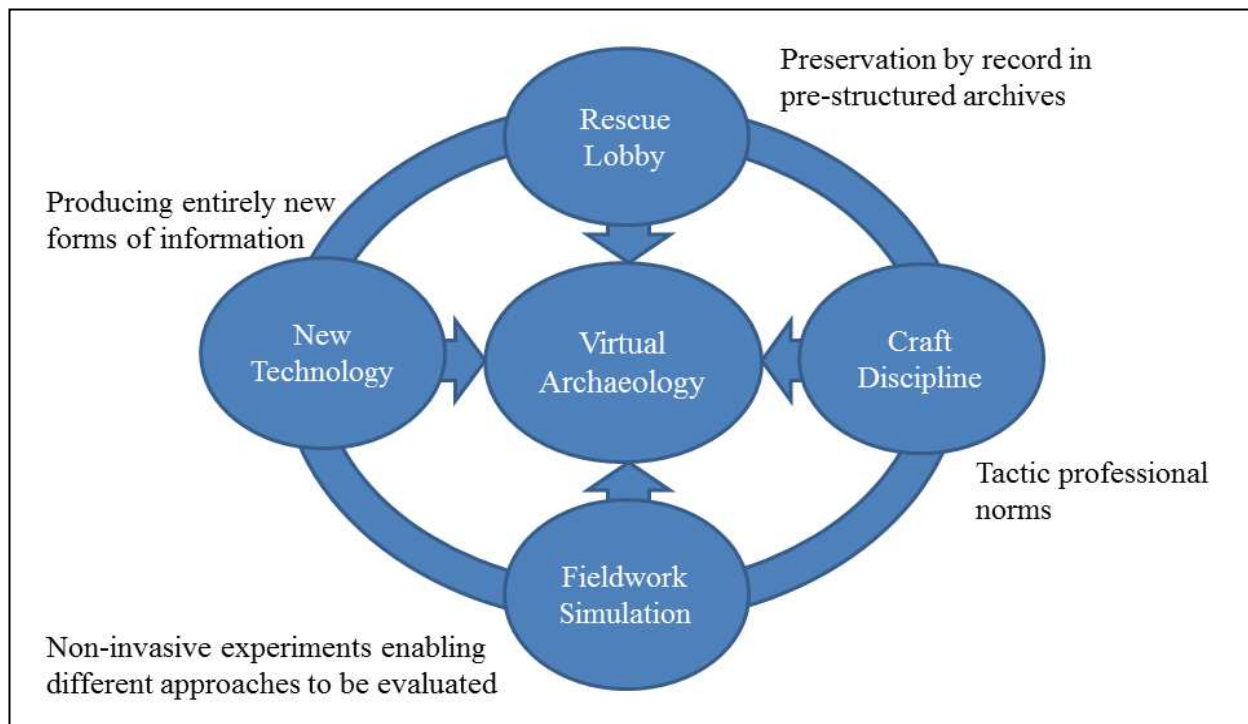 Preservation by record in
pre-structured archives
Rescue
Lobby
Producing entirely new
forms of information
New
Technology
Virtual
Archaeology
Craft
Discipline
Tactic professional
norms
Fieldwork
Simulation
Non-invasive experiments enabling
different approaches to be evaluated